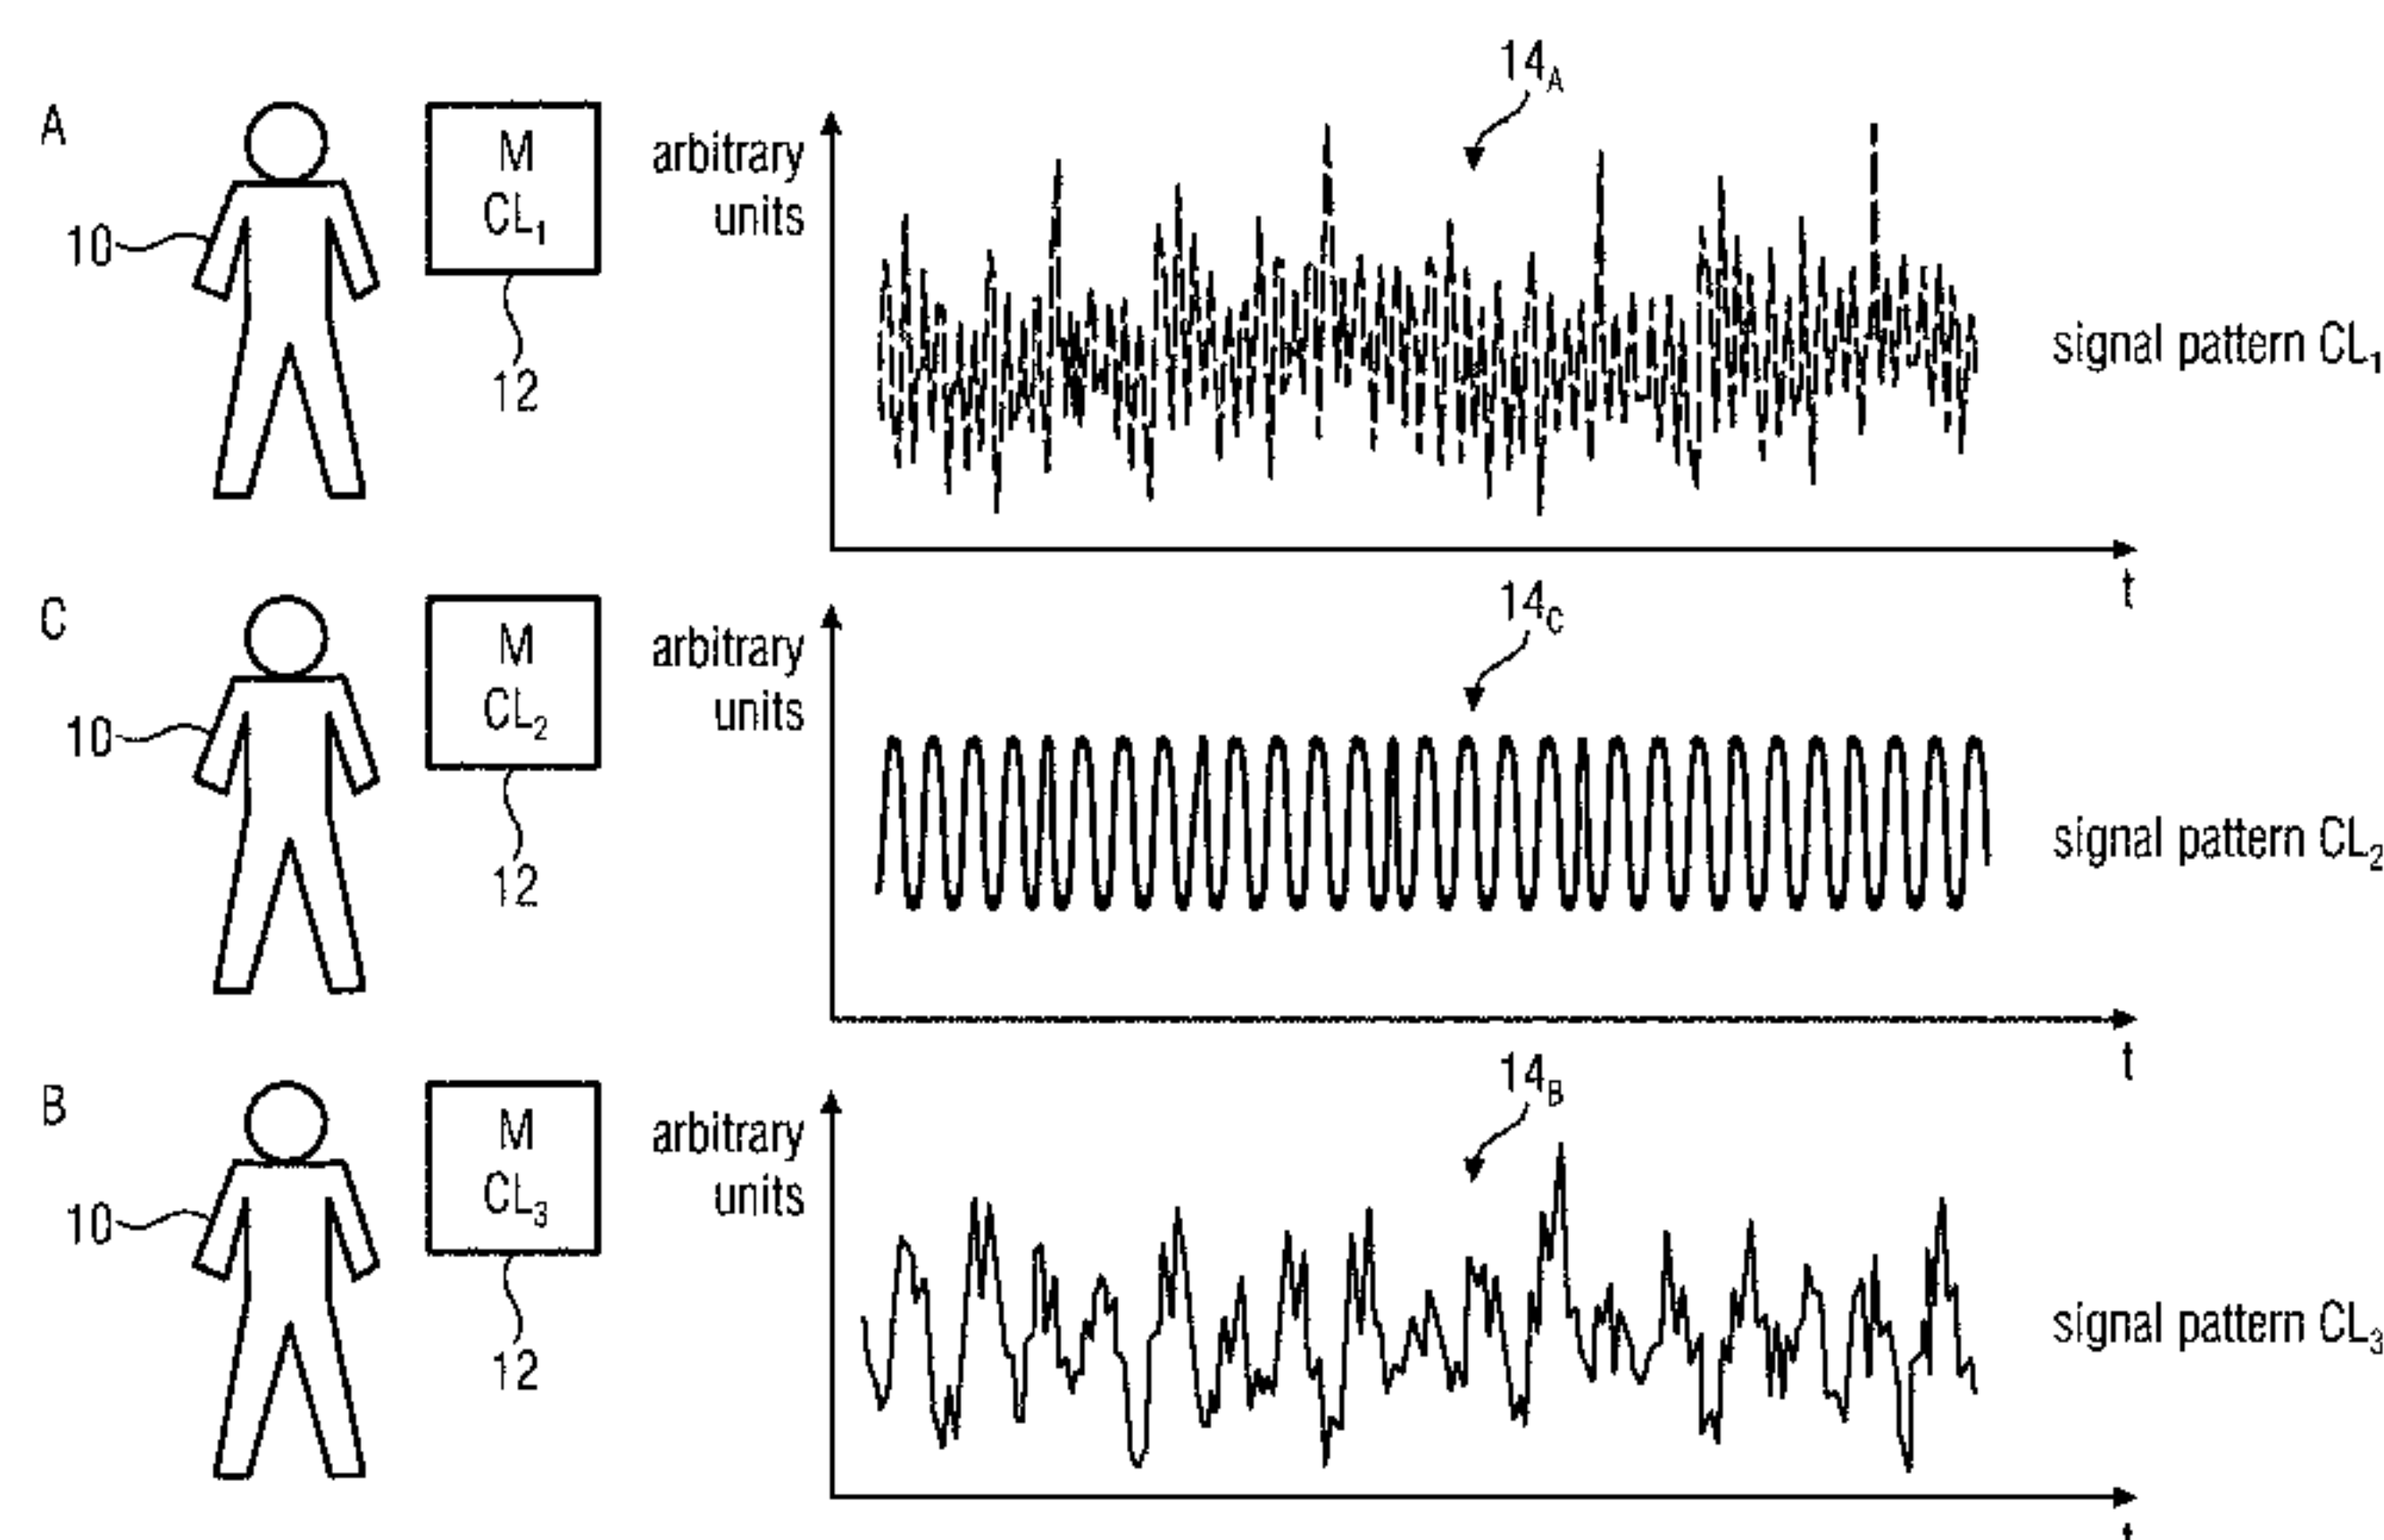 A
10
M
CL₁
12
arbitrary
units
14A
signal pattern CL₁
t
C
10
M
CL₂
12
arbitrary
units
14C
signal pattern CL₂
t
B
10
M
CL₃
12
arbitrary
units
14B
signal pattern CL₃